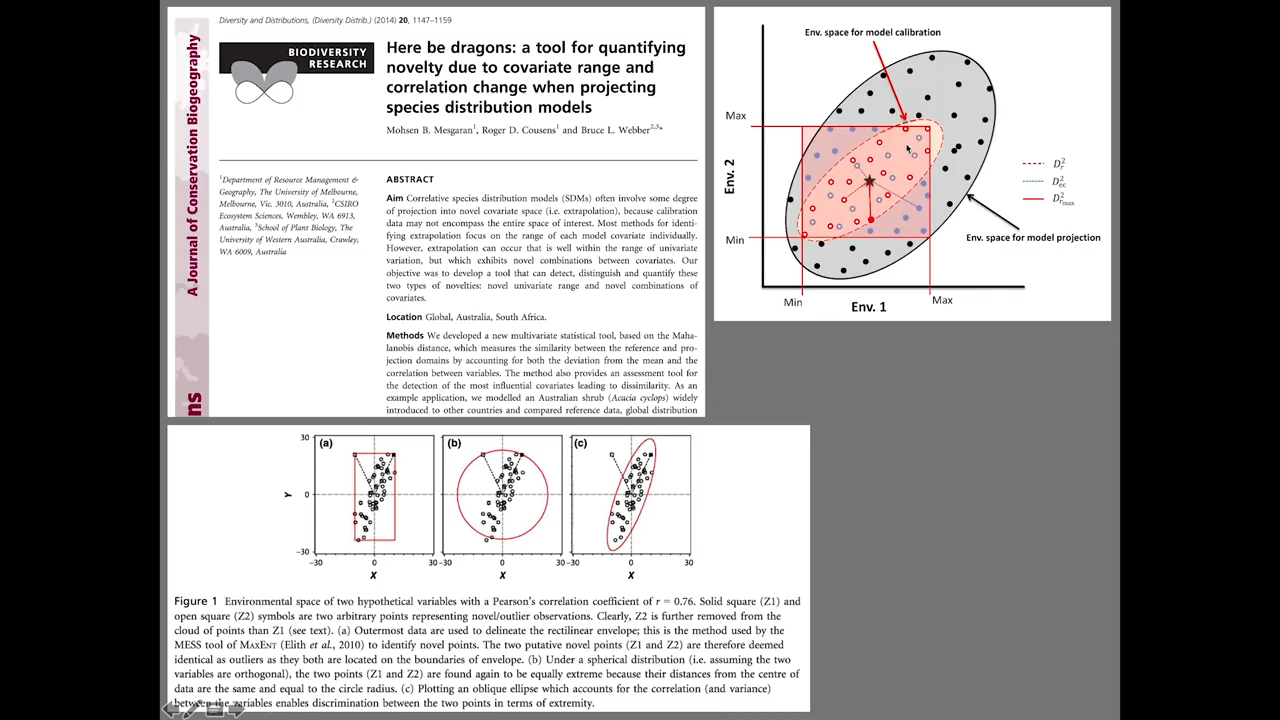 Diversity and Distributions, (Diversity Distrib.) (2014) 20, 1147–1159
A Journal of Conservation Biogeography
BIODIVERSITY
RESEARCH
Here be dragons: a tool for quantifying
novelty due to covariate range and
correlation change when projecting
species distribution models
Mohsen B. Mesgaran1, Roger D. Cousens1 and Bruce L. Webber2,3*
1Department of Resource Management &
Geography, The University of Melbourne,
Melbourne, Vic. 3010, Australia, 2CSIRO
Ecosystem Sciences, Wembley, WA 6913,
Australia, 3School of Plant Biology, The
University of Western Australia, Crawley,
WA 6009, Australia
ABSTRACT
Aim Correlative species distribution models (SDMs) often involve some degree
of projection into novel covariate space (i.e. extrapolation), because calibration
data may not encompass the entire space of interest. Most methods for identi-
fying extrapolation focus on the range of each model covariate individually.
However, extrapolation can occur that is well within the range of univariate
variation, but which exhibits novel combinations between covariates. Our
objective was to develop a tool that can detect, distinguish and quantify these
two types of novelties: novel univariate range and novel combinations of
covariates.
Location Global, Australia, South Africa.
Methods We developed a new multivariate statistical tool, based on the Maha-
lanobis distance, which measures the similarity between the reference and pro-
jection domains by accounting for both the deviation from the mean and the
correlation between variables. The method also provides an assessment tool for
the detection of the most influential covariates leading to dissimilarity. As an
example application, we modelled an Australian shrub (Acacia cyclops) widely
introduced to other countries and compared reference data, global distribution
ns
Env. space for model calibration
Max
Env. 2
Min
Min
Max
Env. 1
D²r
D²ec
D²rmax
Env. space for model projection
(a)
(b)
(c)
30
0
−30
Y
−30
0
30
−30
0
30
−30
0
30
X
X
X
Figure 1 Environmental space of two hypothetical variables with a Pearson's correlation coefficient of r = 0.76. Solid square (Z1) and
open square (Z2) symbols are two arbitrary points representing novel/outlier observations. Clearly, Z2 is further removed from the
cloud of points than Z1 (see text). (a) Outermost data are used to delineate the rectilinear envelope; this is the method used by the
MESS tool of MAXENT (Elith et al., 2010) to identify novel points. The two putative novel points (Z1 and Z2) are therefore deemed
identical as outliers as they both are located on the boundaries of envelope. (b) Under a spherical distribution (i.e. assuming the two
variables are orthogonal), the two points (Z1 and Z2) are found again to be equally extreme because their distances from the centre of
data are the same and equal to the circle radius. (c) Plotting an oblique ellipse which accounts for the correlation (and variance)
between the variables enables discrimination between the two points in terms of extremity.